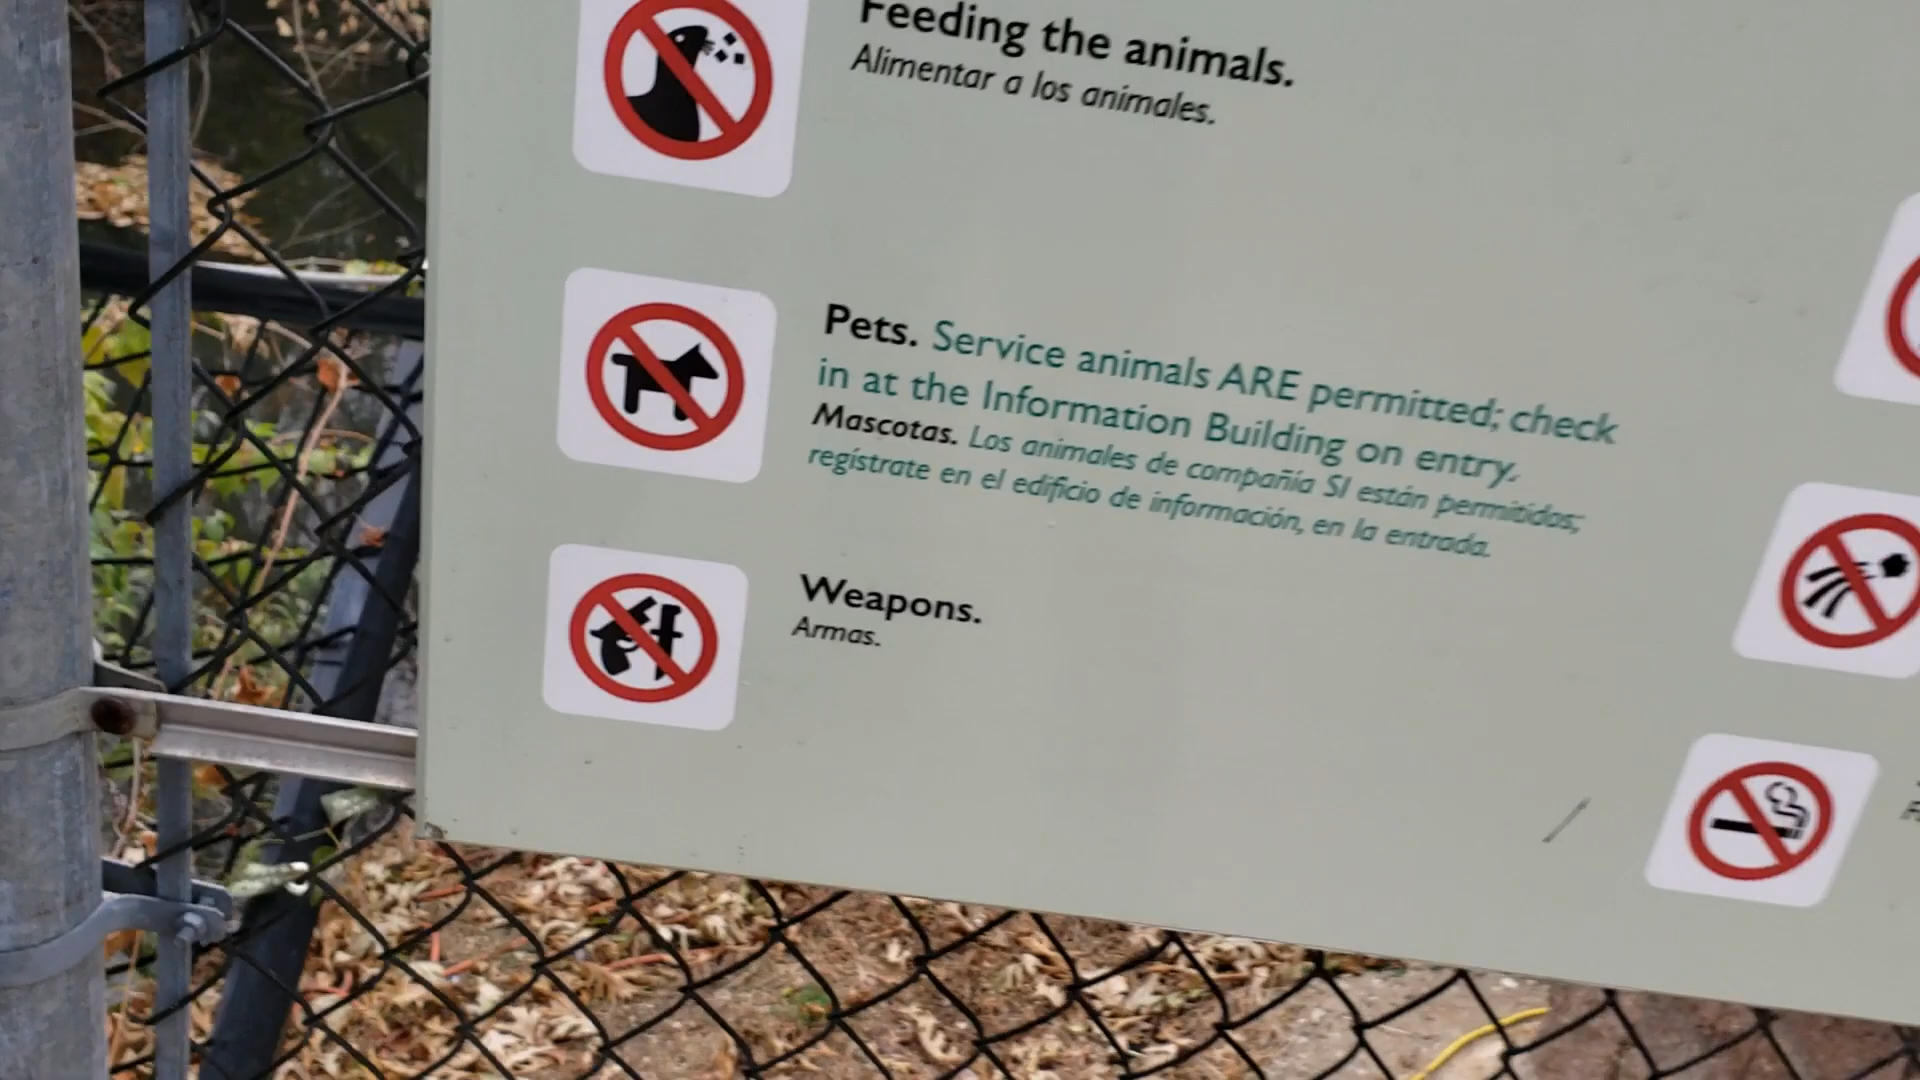 Feeding the animals.
Alimentar a los animales.
Pets. Service animals ARE permitted; check
in at the Information Building on entry.
Mascotas. Los animales de compañía SI están permitidas;
regístrate en el edificio de información, en la entrada.
Weapons.
Armas.